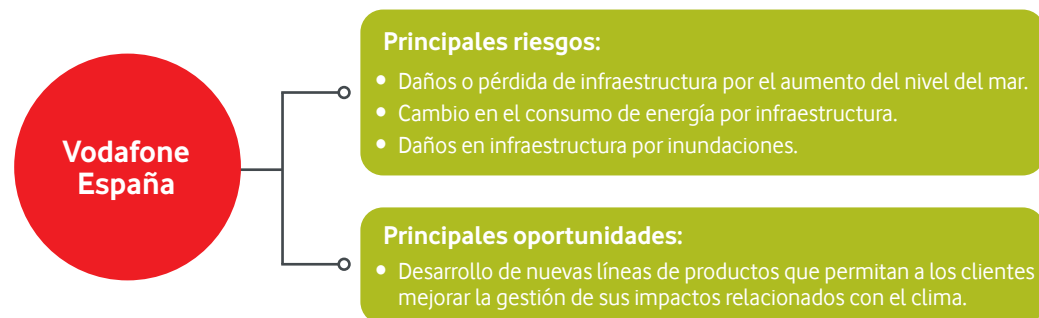 Vodafone
España
Principales riesgos:
• Daños o pérdida de infraestructura por el aumento del nivel del mar.
• Cambio en el consumo de energía por infraestructura.
• Daños en infraestructura por inundaciones.
Principales oportunidades:
• Desarrollo de nuevas líneas de productos que permitan a los clientes
mejorar la gestión de sus impactos relacionados con el clima.